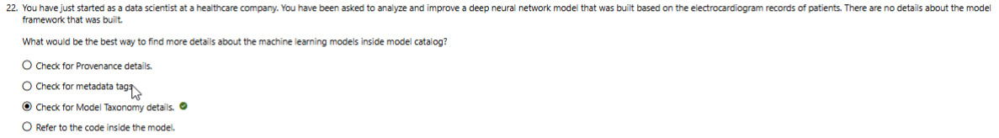 22. You have just started as a data scientist at a healthcare company. You have been asked to analyze and improve a deep neural network model that was built based on the electrocardiogram records of patients. There are no details about the model
framework that was built.
What would be the best way to find more details about the machine learning models inside model catalog?
Check for Provenance details.
Check for metadata tags.
Check for Model Taxonomy details.
Refer to the code inside the model.